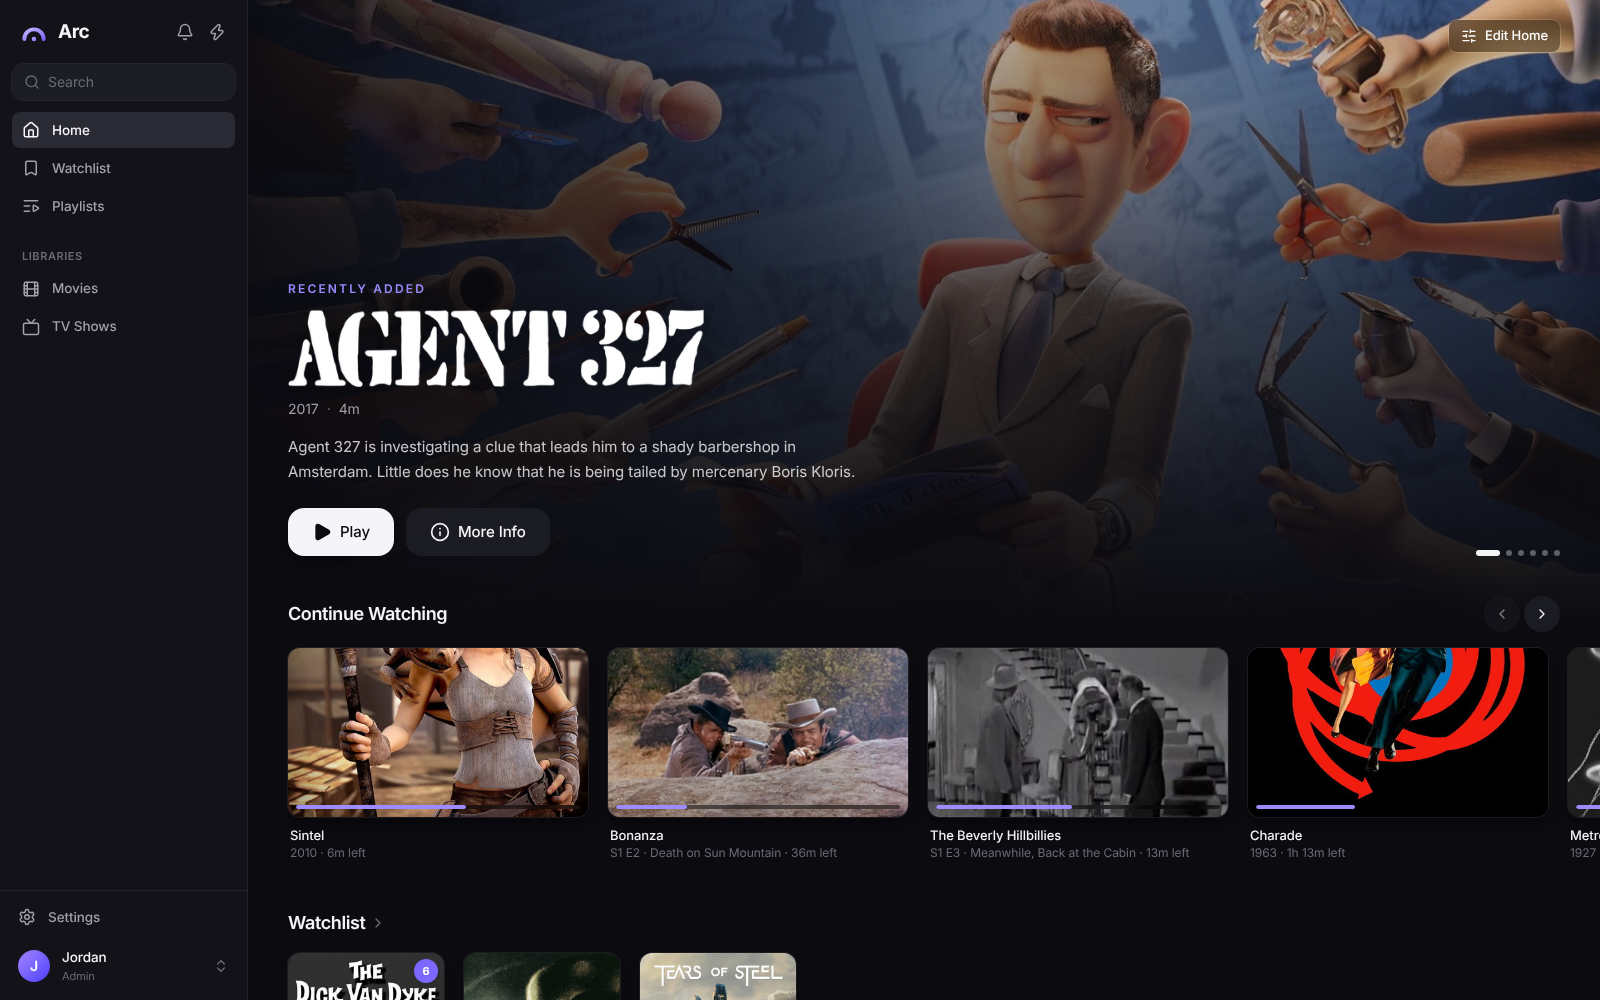 Arc
Search
Home
Watchlist
Playlists
LIBRARIES
Movies
TV Shows
Settings
J
Jordan
Admin
Edit Home
RECENTLY ADDED
AGENT 327
2017 · 4m
Agent 327 is investigating a clue that leads him to a shady barbershop in
Amsterdam. Little does he know that he is being tailed by mercenary Boris Kloris.
Play
More Info
Continue Watching
Sintel
2010 · 6m left
Bonanza
S1 E2 · Death on Sun Mountain · 36m left
The Beverly Hillbillies
S1 E3 · Meanwhile, Back at the Cabin · 13m left
Charade
1963 · 1h 13m left
Metr
1927
Watchlist
THE
DICK VAN DYKE
6
TEARS OF STEEL